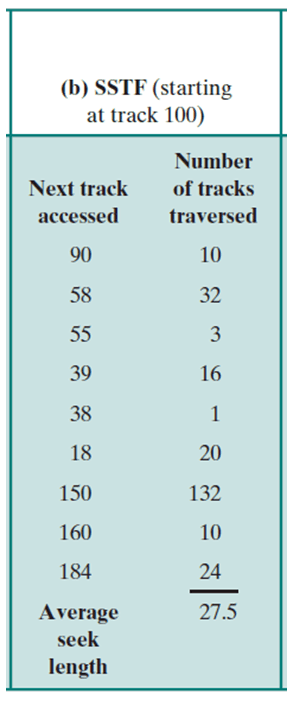 (b) SSTF (starting
at track 100)
Next track
accessed
Number
of tracks
traversed
90 10
58 32
55 3
39 16
38 1
18 20
150 132
160 10
184 24
Average
seek
length
27.5